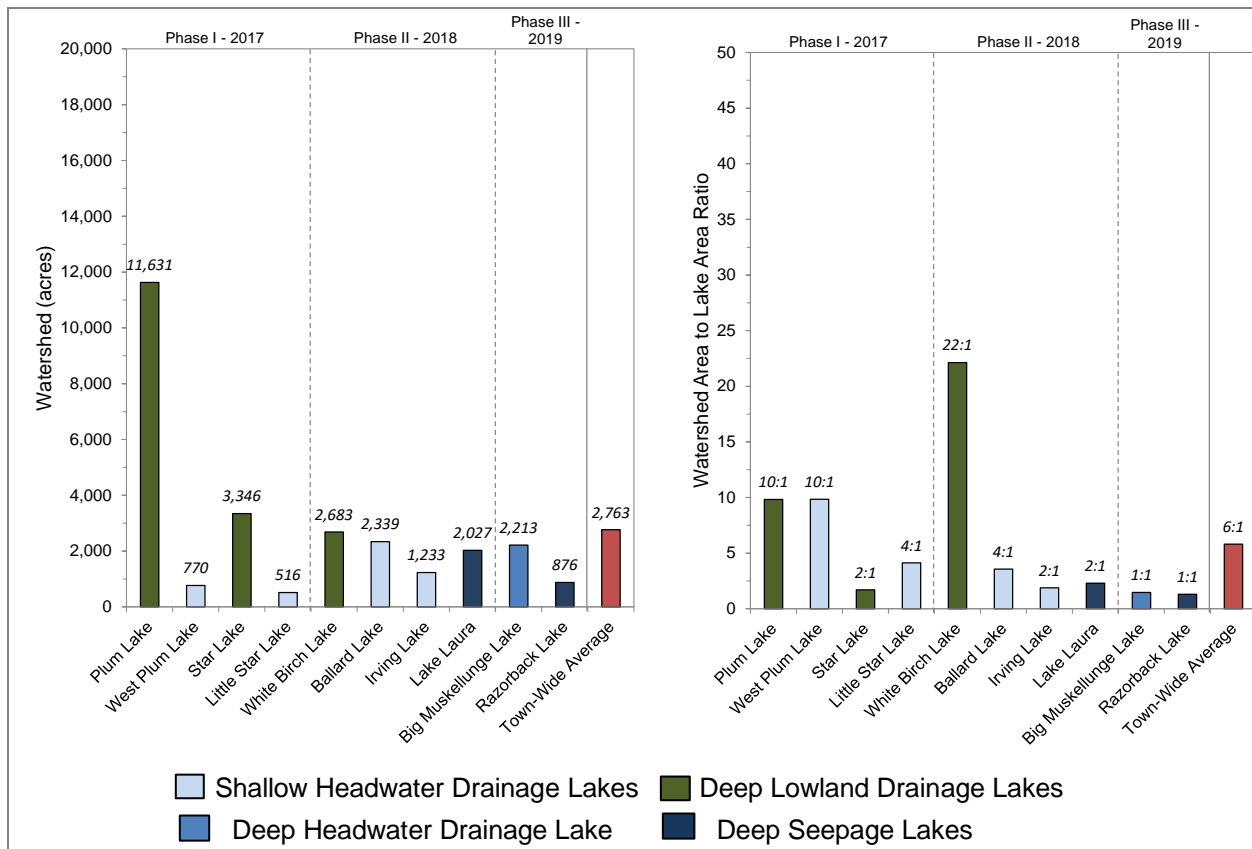 Phase I - 2017
Phase II - 2018
Phase III -
2019
20,000
18,000
16,000
14,000
12,000
10,000
8,000
6,000
4,000
2,000
0
Watershed (acres)
11,631
770
3,346
516
2,683
2,339
1,233
2,027
2,213
876
2,763
Plum Lake
West Plum Lake
Star Lake
Little Star Lake
White Birch Lake
Ballard Lake
Irving Lake
Lake Laura
Big Muskellunge Lake
Razorback Lake
Town-Wide Average
Phase I - 2017
Phase II - 2018
Phase III -
2019
50
45
40
35
30
25
20
15
10
5
0
Watershed Area to Lake Area Ratio
10:1
10:1
2:1
4:1
22:1
4:1
2:1
2:1
1:1
1:1
6:1
Plum Lake
West Plum Lake
Star Lake
Little Star Lake
White Birch Lake
Ballard Lake
Irving Lake
Lake Laura
Big Muskellunge Lake
Razorback Lake
Town-Wide Average
Shallow Headwater Drainage Lakes
Deep Lowland Drainage Lakes
Deep Headwater Drainage Lake
Deep Seepage Lakes